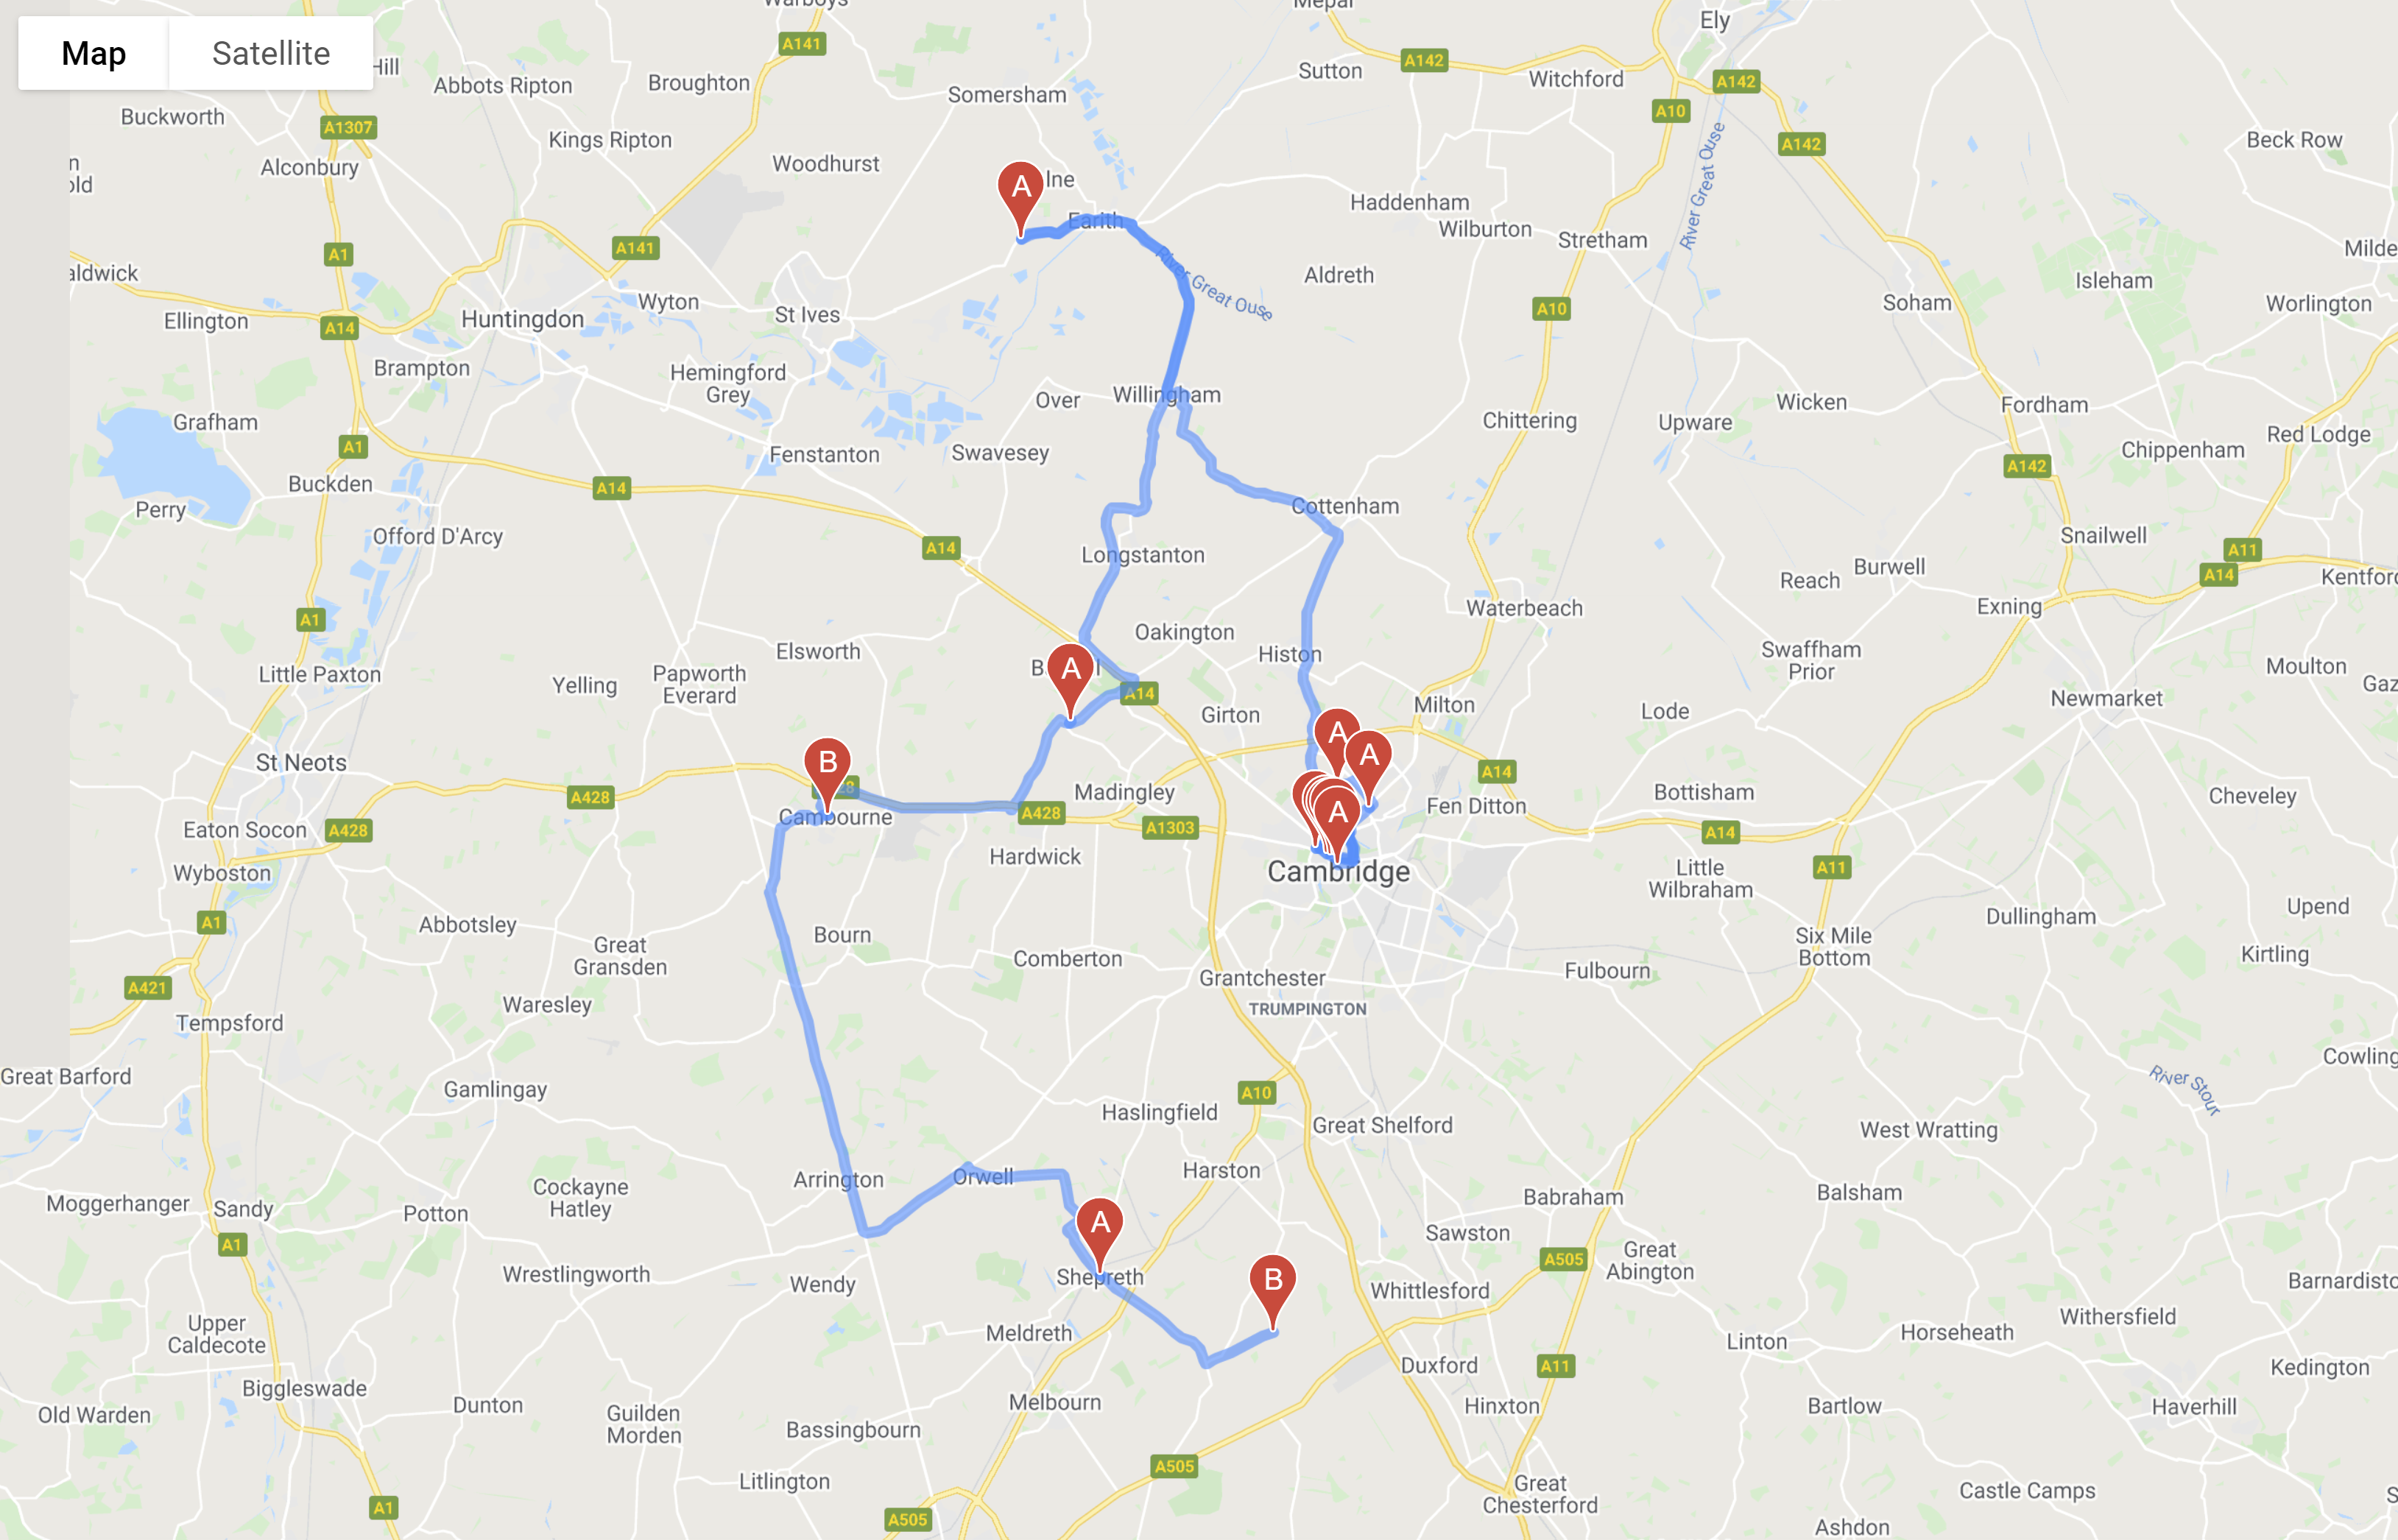 Map
Satellite
Warboys
Mepal
Ely
Hill
Abbots Ripton
Broughton
A141
Somersham
Sutton
A142
Witchford
A142
A10
Buckworth
A1307
Kings Ripton
Alconbury
Woodhurst
River Great Ouse
A142
Beck Row
A
Earith
Haddenham
Wilburton
Stretham
A1
A141
aldwick
River Great Ouse
Aldreth
Isleham
Milde
Ellington
A14
Huntingdon
Wyton
St Ives
A10
Soham
Worlington
Brampton
Hemingford
Grey
Over
Willingham
Chittering
Upware
Wicken
Fordham
Grafham
A1
Fenstanton
Swavesey
Chippenham
Red Lodge
A142
Buckden
A14
Perry
Offord D'Arcy
A14
Cottenham
Snailwell
A11
Longstanton
Reach
Burwell
A14
Kentford
A1
Waterbeach
Exning
Elsworth
Oakington
Histon
Swaffham
Prior
Little Paxton
Yelling
Papworth
Everard
A
A14
Girton
Milton
Lode
Newmarket
Moulton
Gaz
St Neots
B
A428
A428
Madingley
A
A
A
A14
Fen Ditton
Bottisham
Cheveley
Eaton Socon
A428
Cambourne
A428
A1303
A14
Wyboston
Hardwick
Cambridge
Little
Wilbraham
A11
A1
Abbotsley
Bourn
Great
Gransden
Comberton
Grantchester
TRUMPINGTON
Fulbourn
Six Mile
Bottom
Dullingham
Upend
Kirtling
A421
Waresley
Tempsford
Great Barford
Gamlingay
A10
Haslingfield
Great Shelford
River Stour
Cowling
West Wratting
Moggerhanger
Sandy
Potton
Cockayne
Hatley
Arrington
Orwell
Harston
Babraham
Balsham
A1
Wrestlingworth
Wendy
A
Shepreth
B
Sawston
A505
Great
Abington
Whittlesford
Barnardisto
Upper
Caldecote
Meldreth
Linton
Horseheath
Withersfield
Biggleswade
Duxford
A11
Kedington
Old Warden
Dunton
Guilden
Morden
Bassingbourn
Melbourn
Hinxton
Bartlow
Haverhill
Litlington
A505
Great
Chesterford
Castle Camps
A1
A505
Ashdon